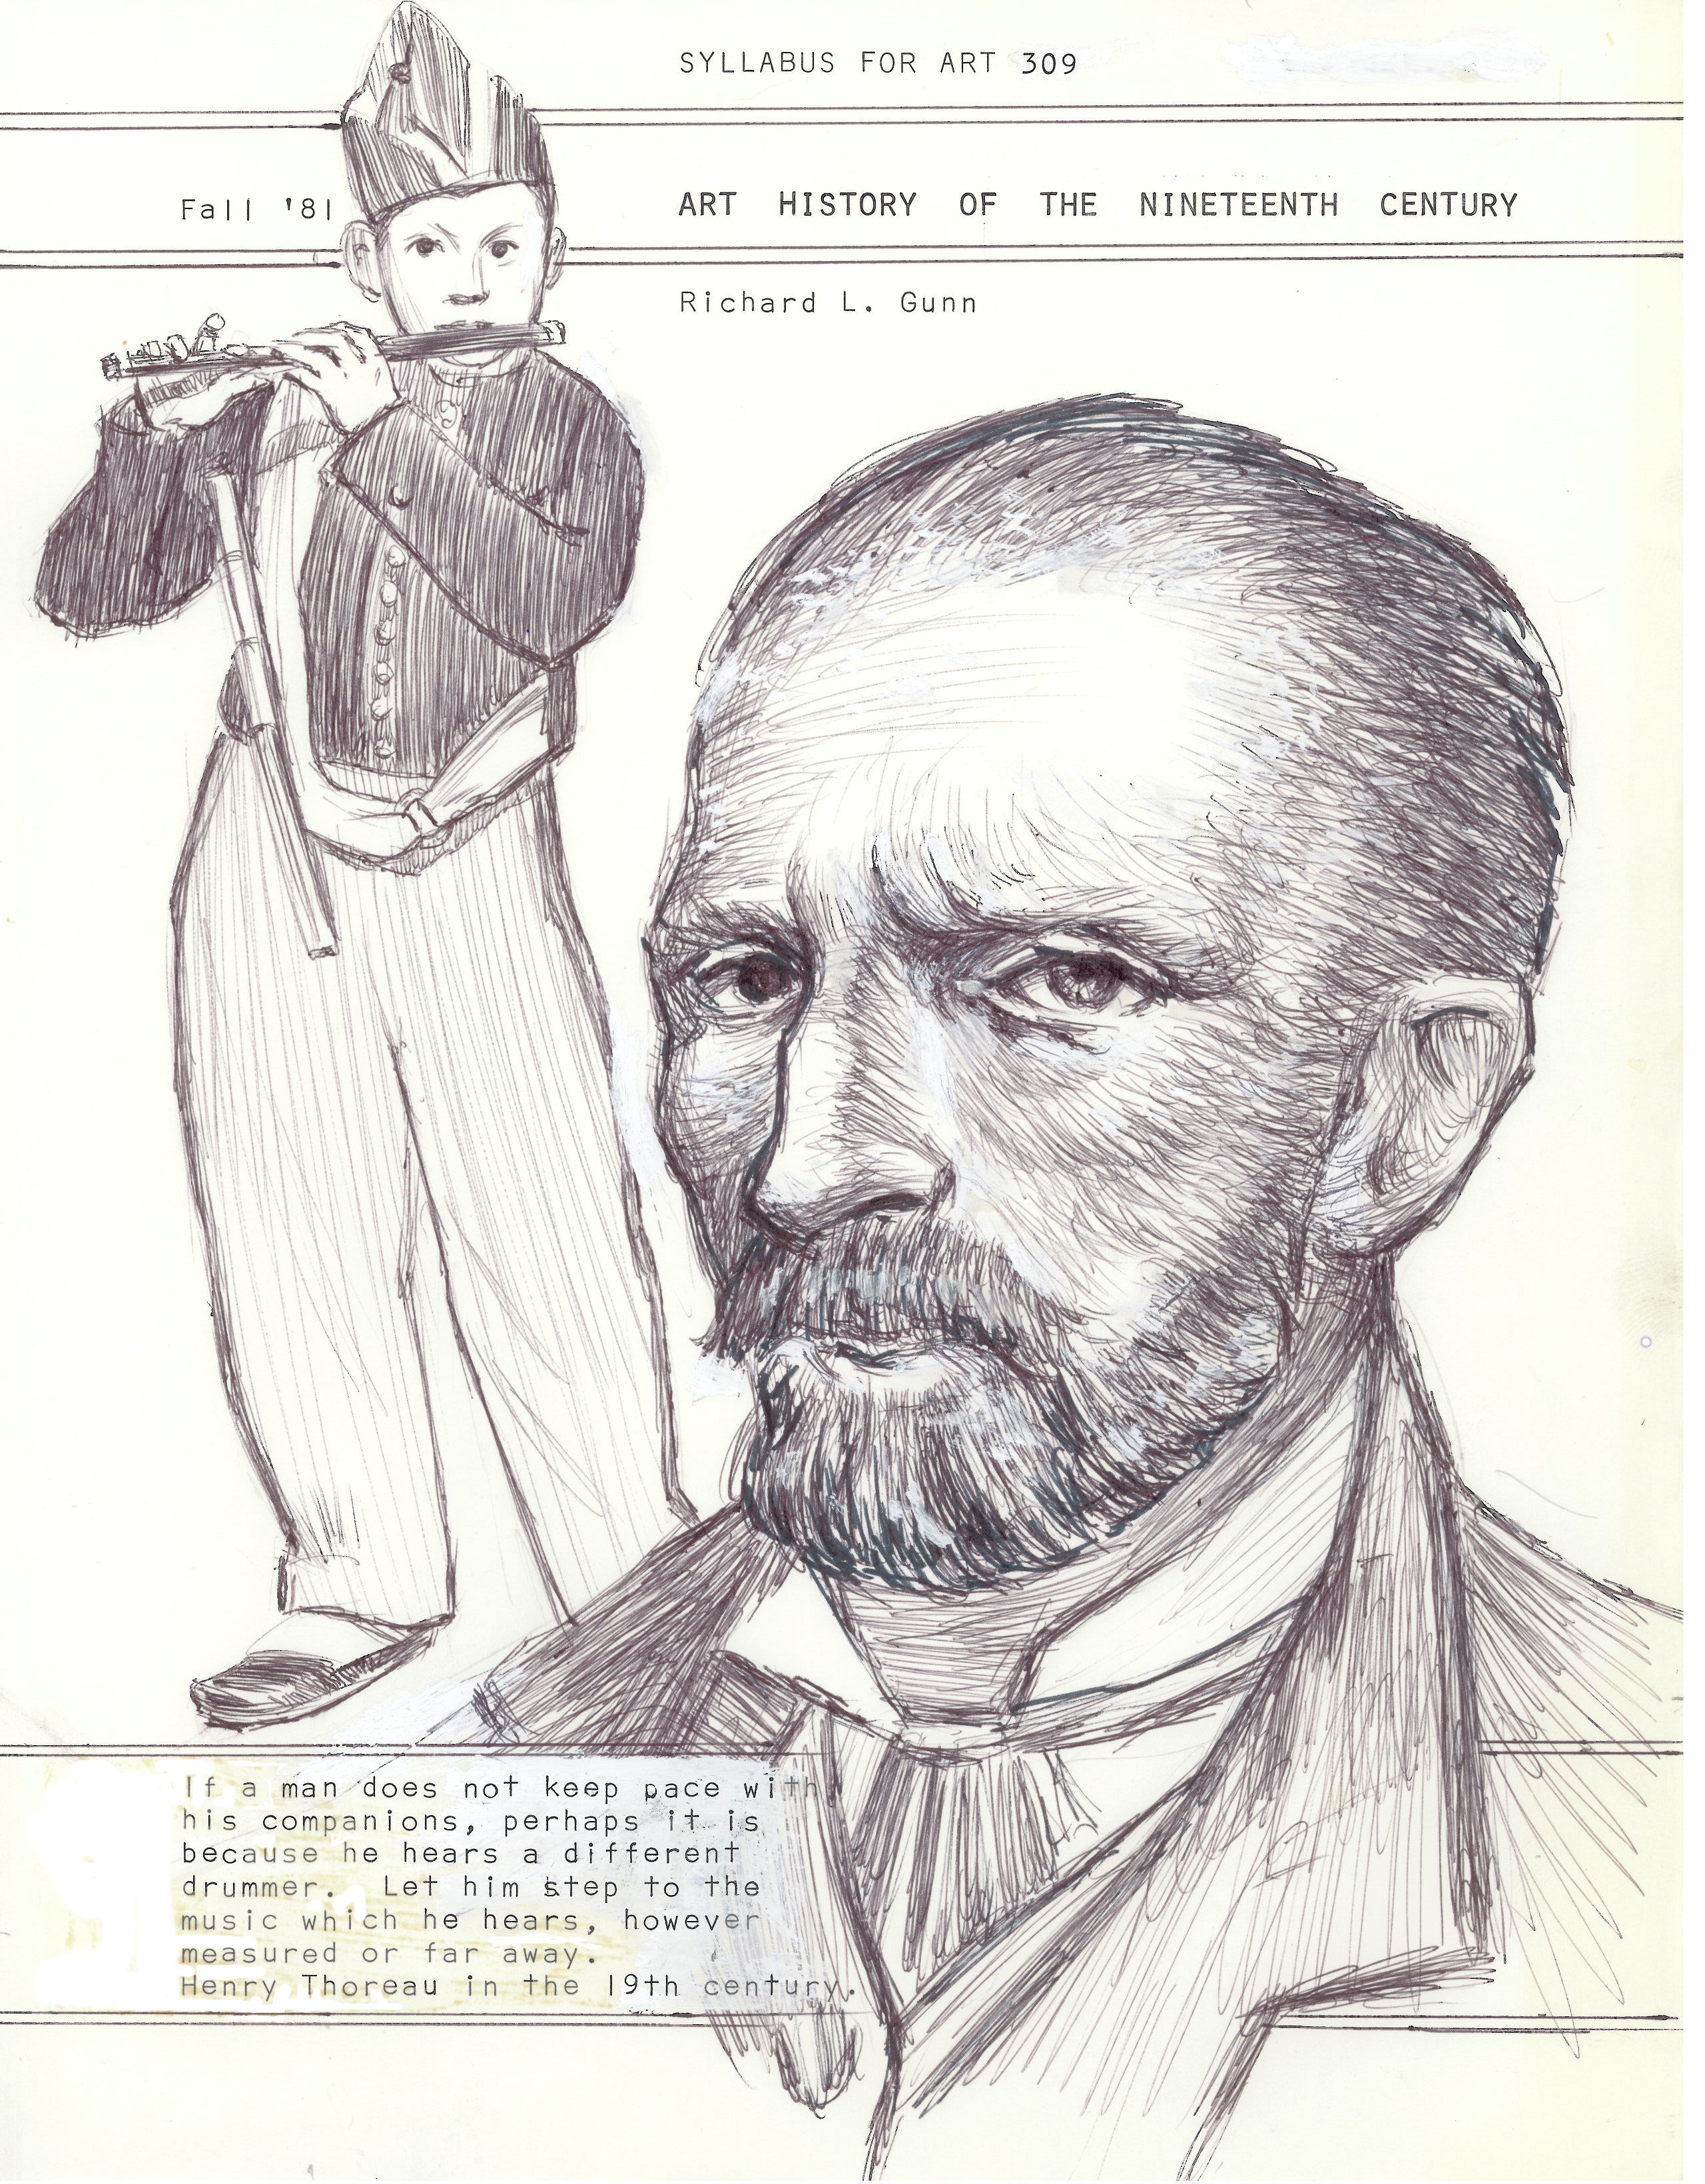 SYLLABUS FOR ART 309
Fall '81
ART HISTORY OF THE NINETEENTH CENTURY
Richard L. Gunn
If a man does not keep pace with
his companions, perhaps it is
because he hears a different
drummer. Let him step to the
music which he hears, however
measured or far away.
Henry Thoreau in the 19th century.